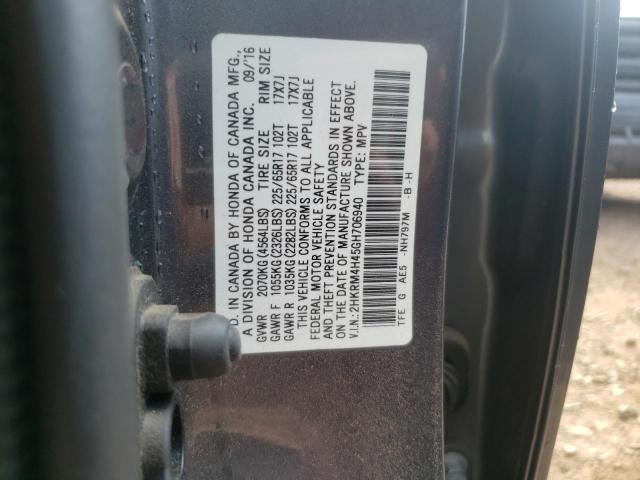 D. IN CANADA BY HONDA OF CANADA MFG.,
A DIVISION OF HONDA CANADA INC. 09/'16
GVWR 2070KG(4564LBS) TIRE SIZE RIM SIZE
GAWR F 1055KG(2326LBS) 225/65R17 102T 17X7J
GAWR R 1035KG(2282LBS) 225/65R17 102T 17X7J
THIS VEHICLE CONFORMS TO ALL APPLICABLE
FEDERAL MOTOR VEHICLE SAFETY
AND THEFT PREVENTION STANDARDS IN EFFECT
ON THE DATE OF MANUFACTURE SHOWN ABOVE.
V.I.N.: 2HKRM4H45GH706940 TYPE: MPV
TFE G AE5 -NH797M -B-H